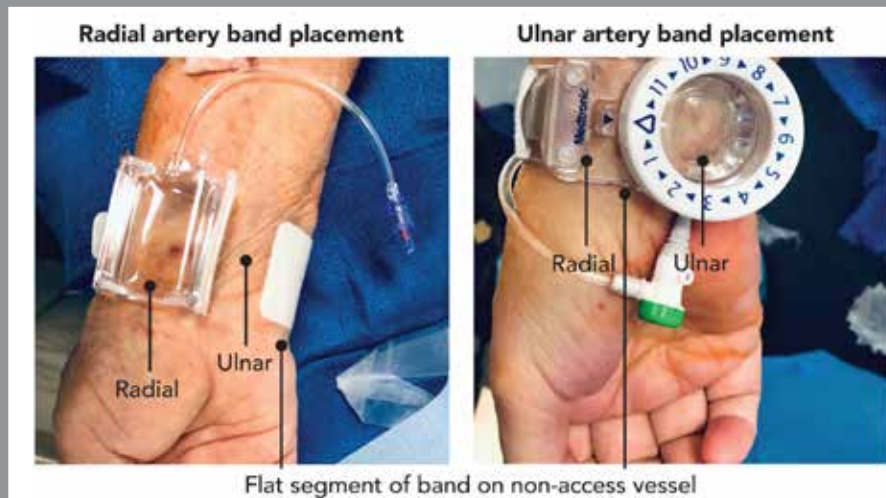 Radial artery band placement
Ulnar artery band placement
Radial
Ulnar
Medtronic
1 2 3 4 5 6 7 8 9 10 11
Radial
Ulnar
Flat segment of band on non-access vessel